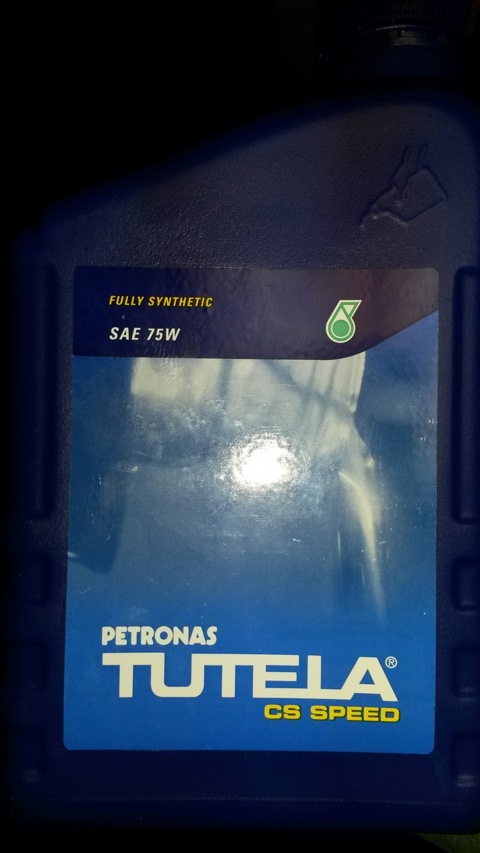 FULLY SYNTHETIC
SAE 75W
PETRONAS
TUTELA®
CS SPEED